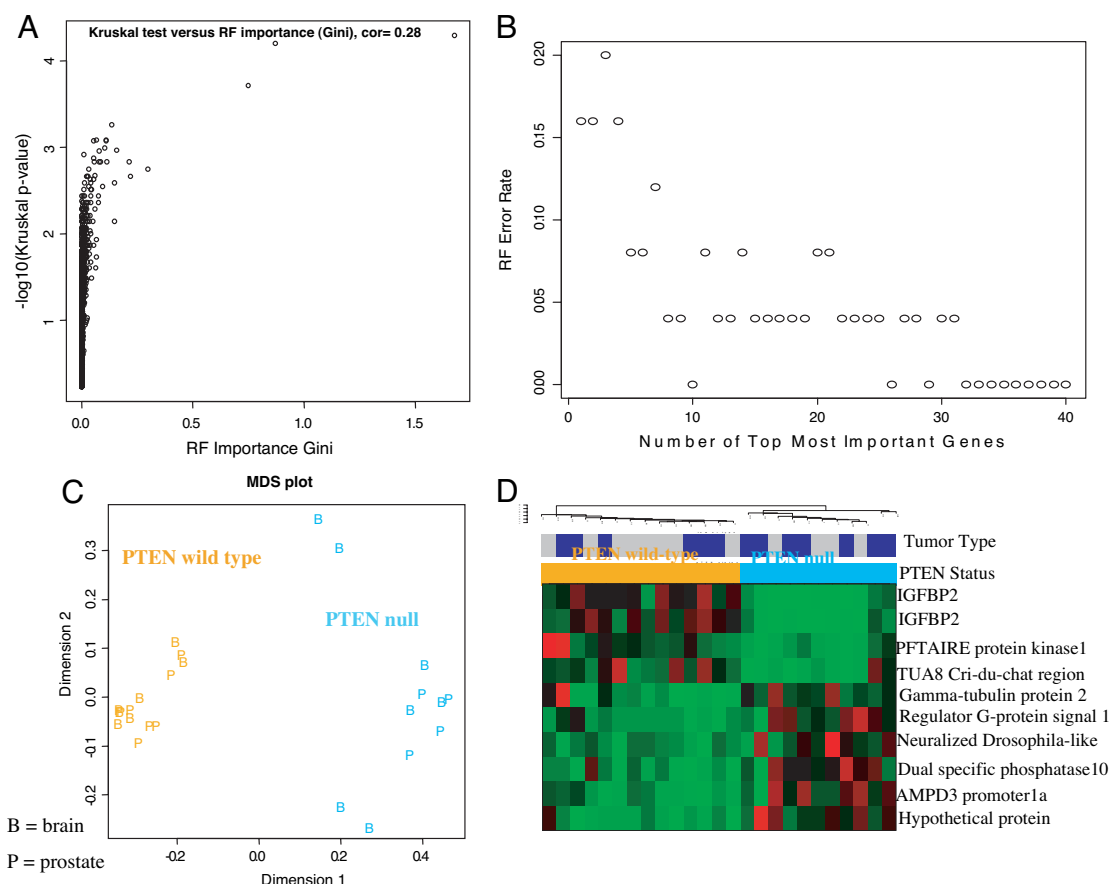 A
Kruskal test versus RF importance (Gini), cor= 0.28
-log10(Kruskal p-value)
4
3
2
1
0.0
0.5
1.0
1.5
RF Importance Gini
B
RF Error Rate
0.20
0.15
0.10
0.05
0.00
0
10
20
30
40
Number of Top Most Important Genes
C
MDS plot
PTEN wild type
PTEN null
Dimension 2
0.3
0.2
0.1
0.0
-0.1
-0.2
-0.2
0.0
0.2
0.4
Dimension 1
B = brain
P = prostate
D
Tumor Type
PTEN wild-type
PTEN null
PTEN Status
IGFBP2
IGFBP2
PFTAIRE protein kinase1
TUA8 Cri-du-chat region
Gamma-tubulin protein 2
Regulator G-protein signal 1
Neuralized Drosophila-like
Dual specific phosphatase10
AMPD3 promoter1a
Hypothetical protein